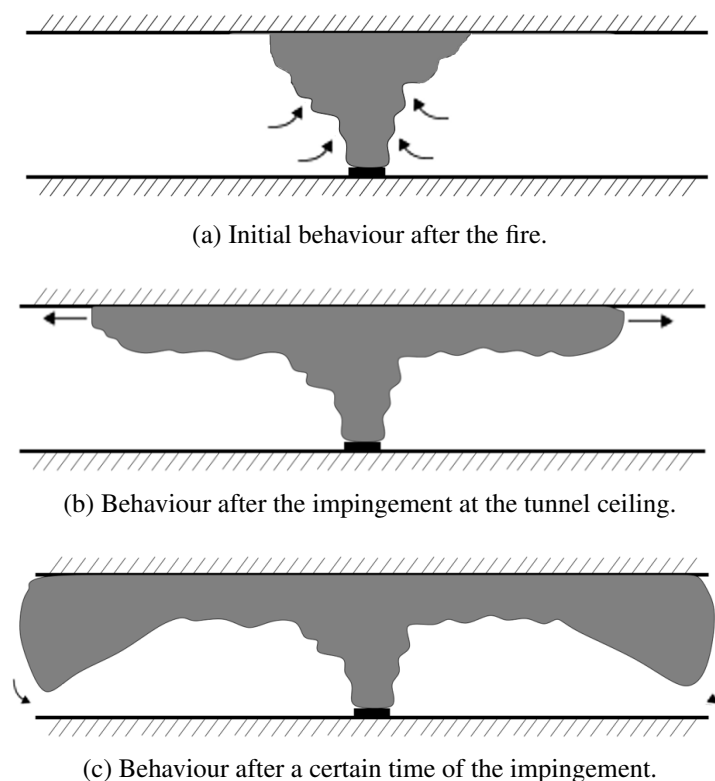 (a) Initial behaviour after the fire.
(b) Behaviour after the impingement at the tunnel ceiling.
(c) Behaviour after a certain time of the impingement.